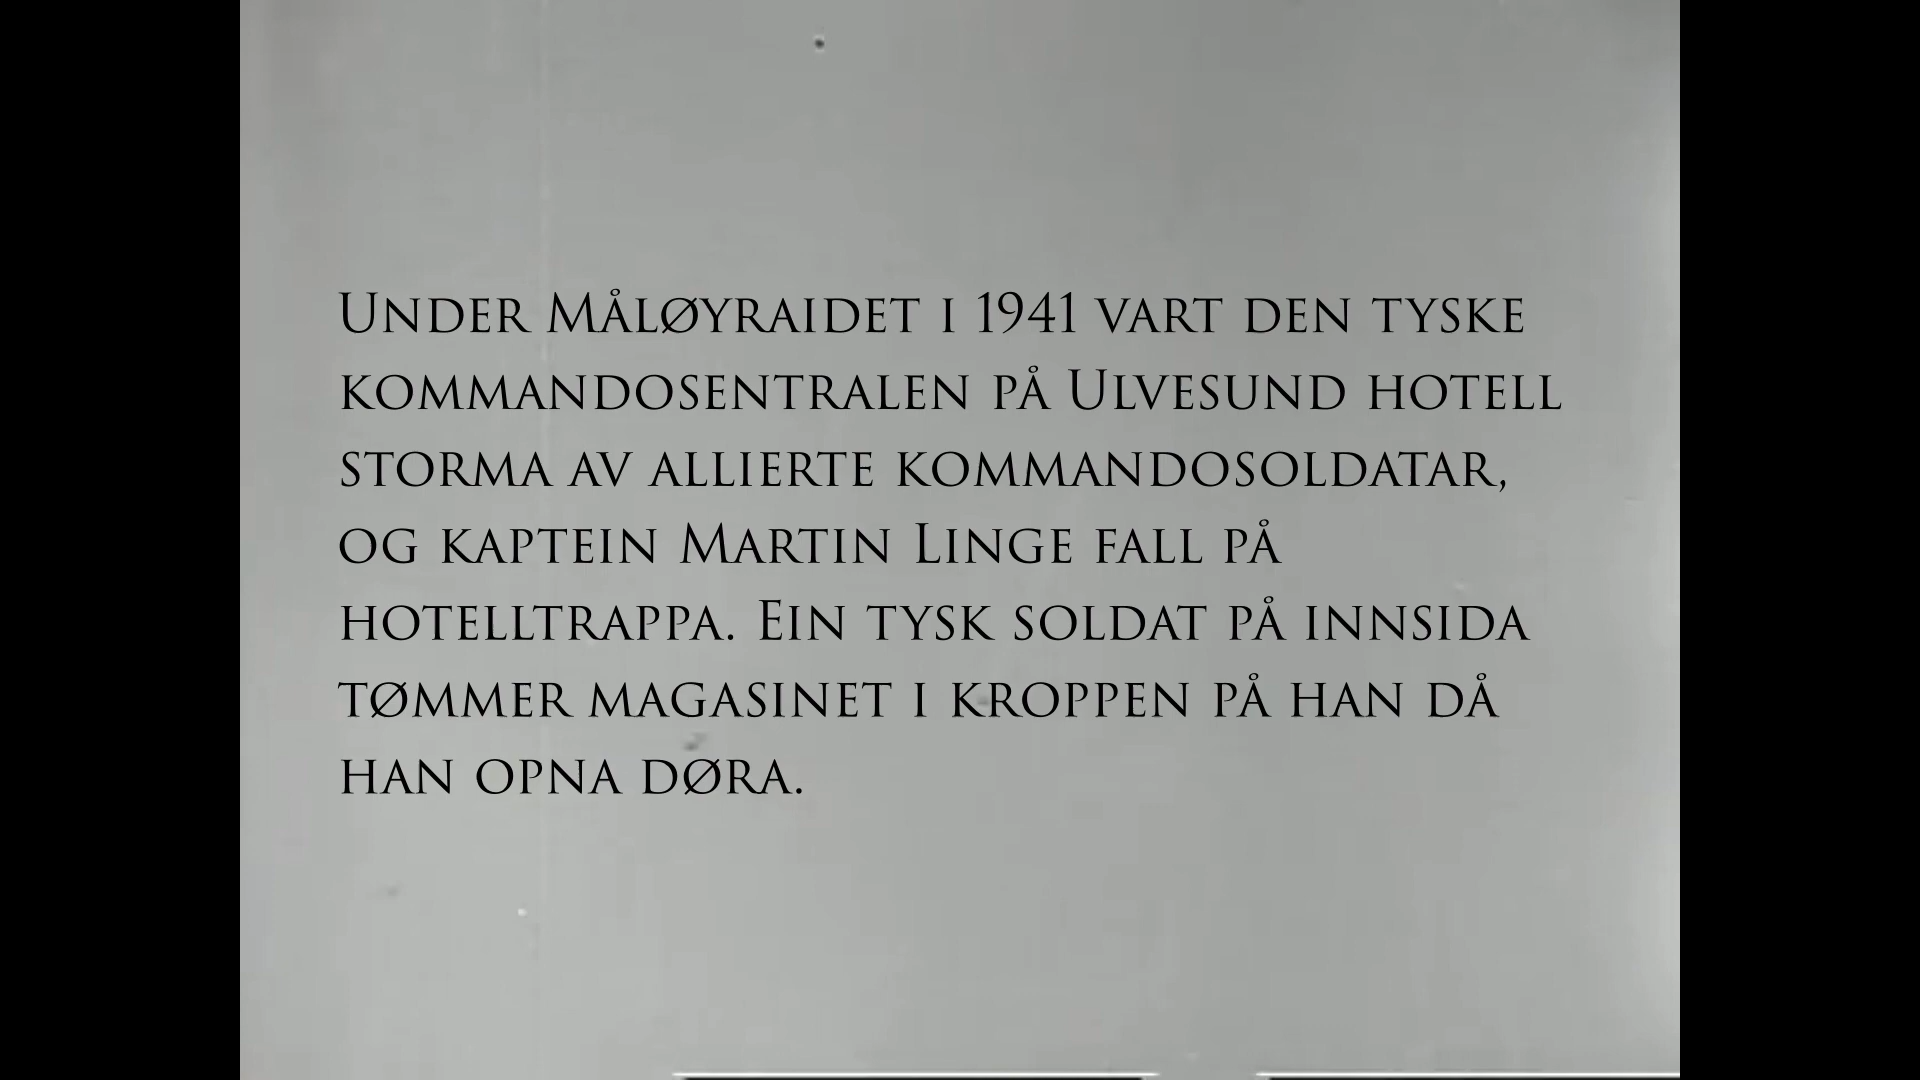 Under Måløyraidet i 1941 vart den tyske
kommandosentralen på Ulvesund hotell
storma av allierte kommandosoldatar,
og kaptein Martin Linge fall på
hotelltrappa. Ein tysk soldat på innsida
tømmer magasinet i kroppen på han då
han opna døra.